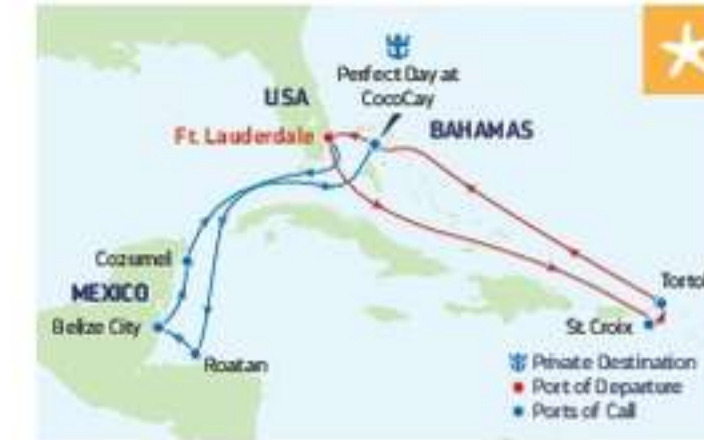 Perfect Day at
CocoCay
USA
Ft. Lauderdale
BAHAMAS
Cozumel
MEXICO
Belize City
Roatan
Tortol
St. Croix
Private Destination
Port of Departure
Ports of Call